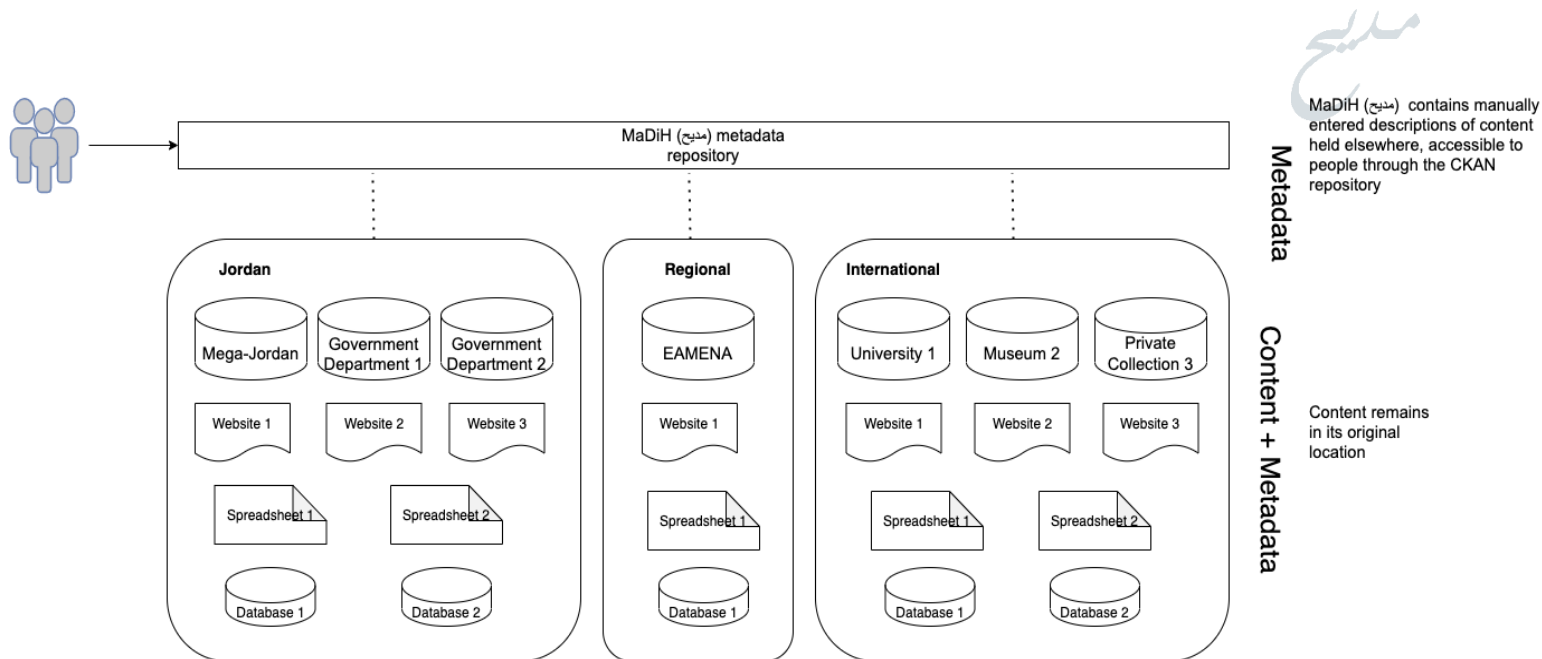 مديح
MaDiH (مديح) metadata
repository
MaDiH (مديح) contains manually
entered descriptions of content
held elsewhere, accessible to
people through the CKAN
repository
Metadata
Jordan
Mega-Jordan
Government
Department 1
Government
Department 2
Website 1
Website 2
Website 3
Spreadsheet 1
Spreadsheet 2
Database 1
Database 2
Regional
EAMENA
Website 1
Spreadsheet 1
Database 1
International
University 1
Museum 2
Private
Collection 3
Website 1
Website 2
Website 3
Spreadsheet 1
Spreadsheet 2
Database 1
Database 2
Content + Metadata
Content remains
in its original
location